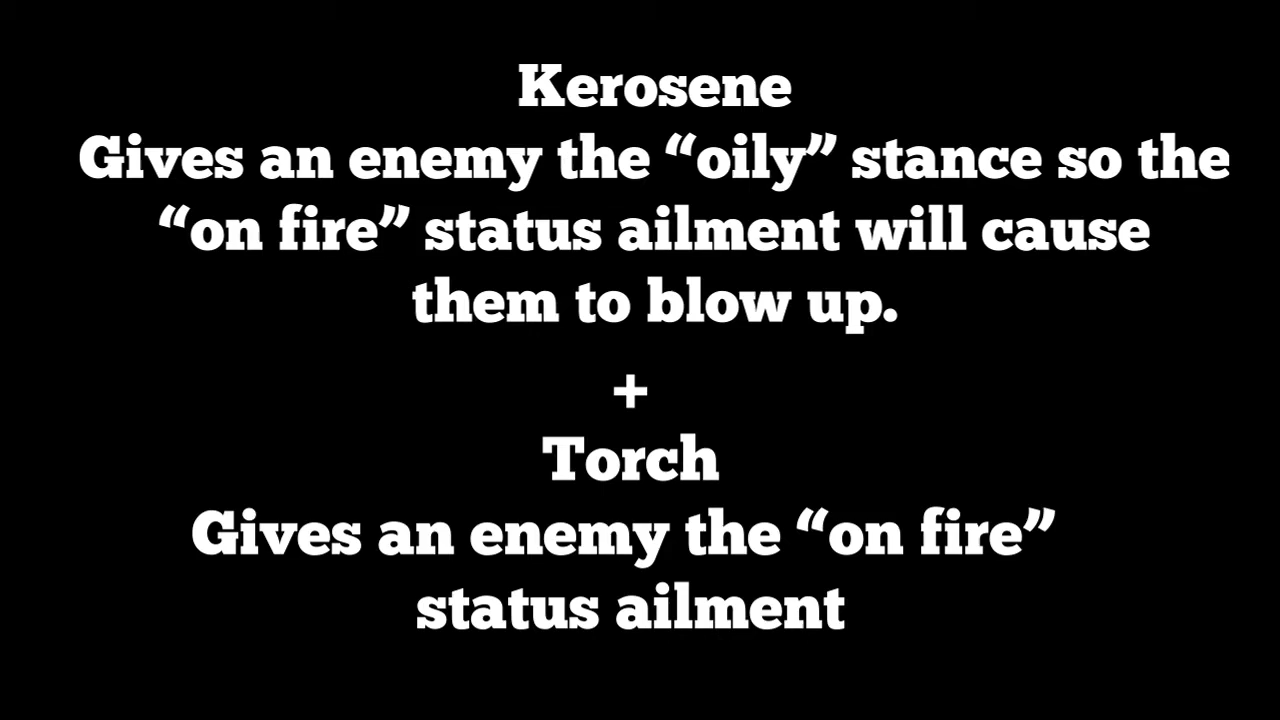 Kerosene
Gives an enemy the “oily” stance so the
“on fire” status ailment will cause
them to blow up.
+
Torch
Gives an enemy the “on fire”
status ailment